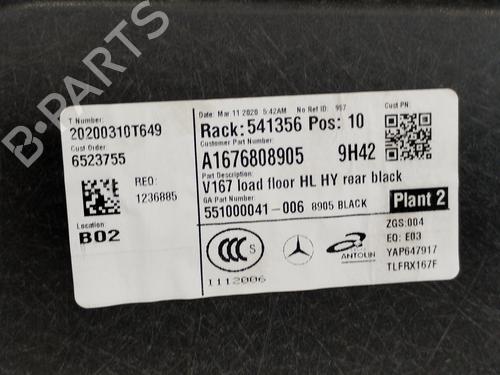 B-PARTS
T Number:
20200310T649
Cust Order
6523755
REQ:
1236885
Location
B02
Date: Mar 11 2020 5:42AM No Ref ID: 957
Rack: 541356 Pos: 10
Customer Part Number
A1676808905 9H42
Part Description:
V167 load floor HL HY rear black
GA Part Number
551000041-006 8905 BLACK
Cust PN:
Plant 2
ZGS:004
EQ: E03
YAP647917
TLFRX167F
CCC S
1112006
ANTOLIN